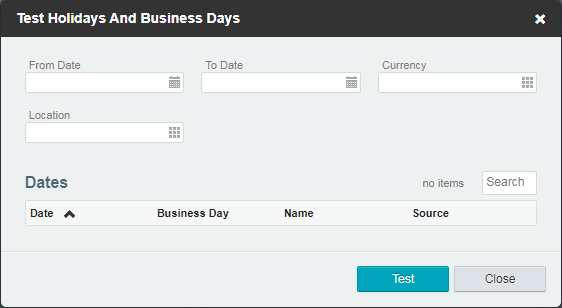 Test Holidays And Business Days
From Date To Date Currency
Location
Dates no items Search
Date Business Day Name Source
Test Close